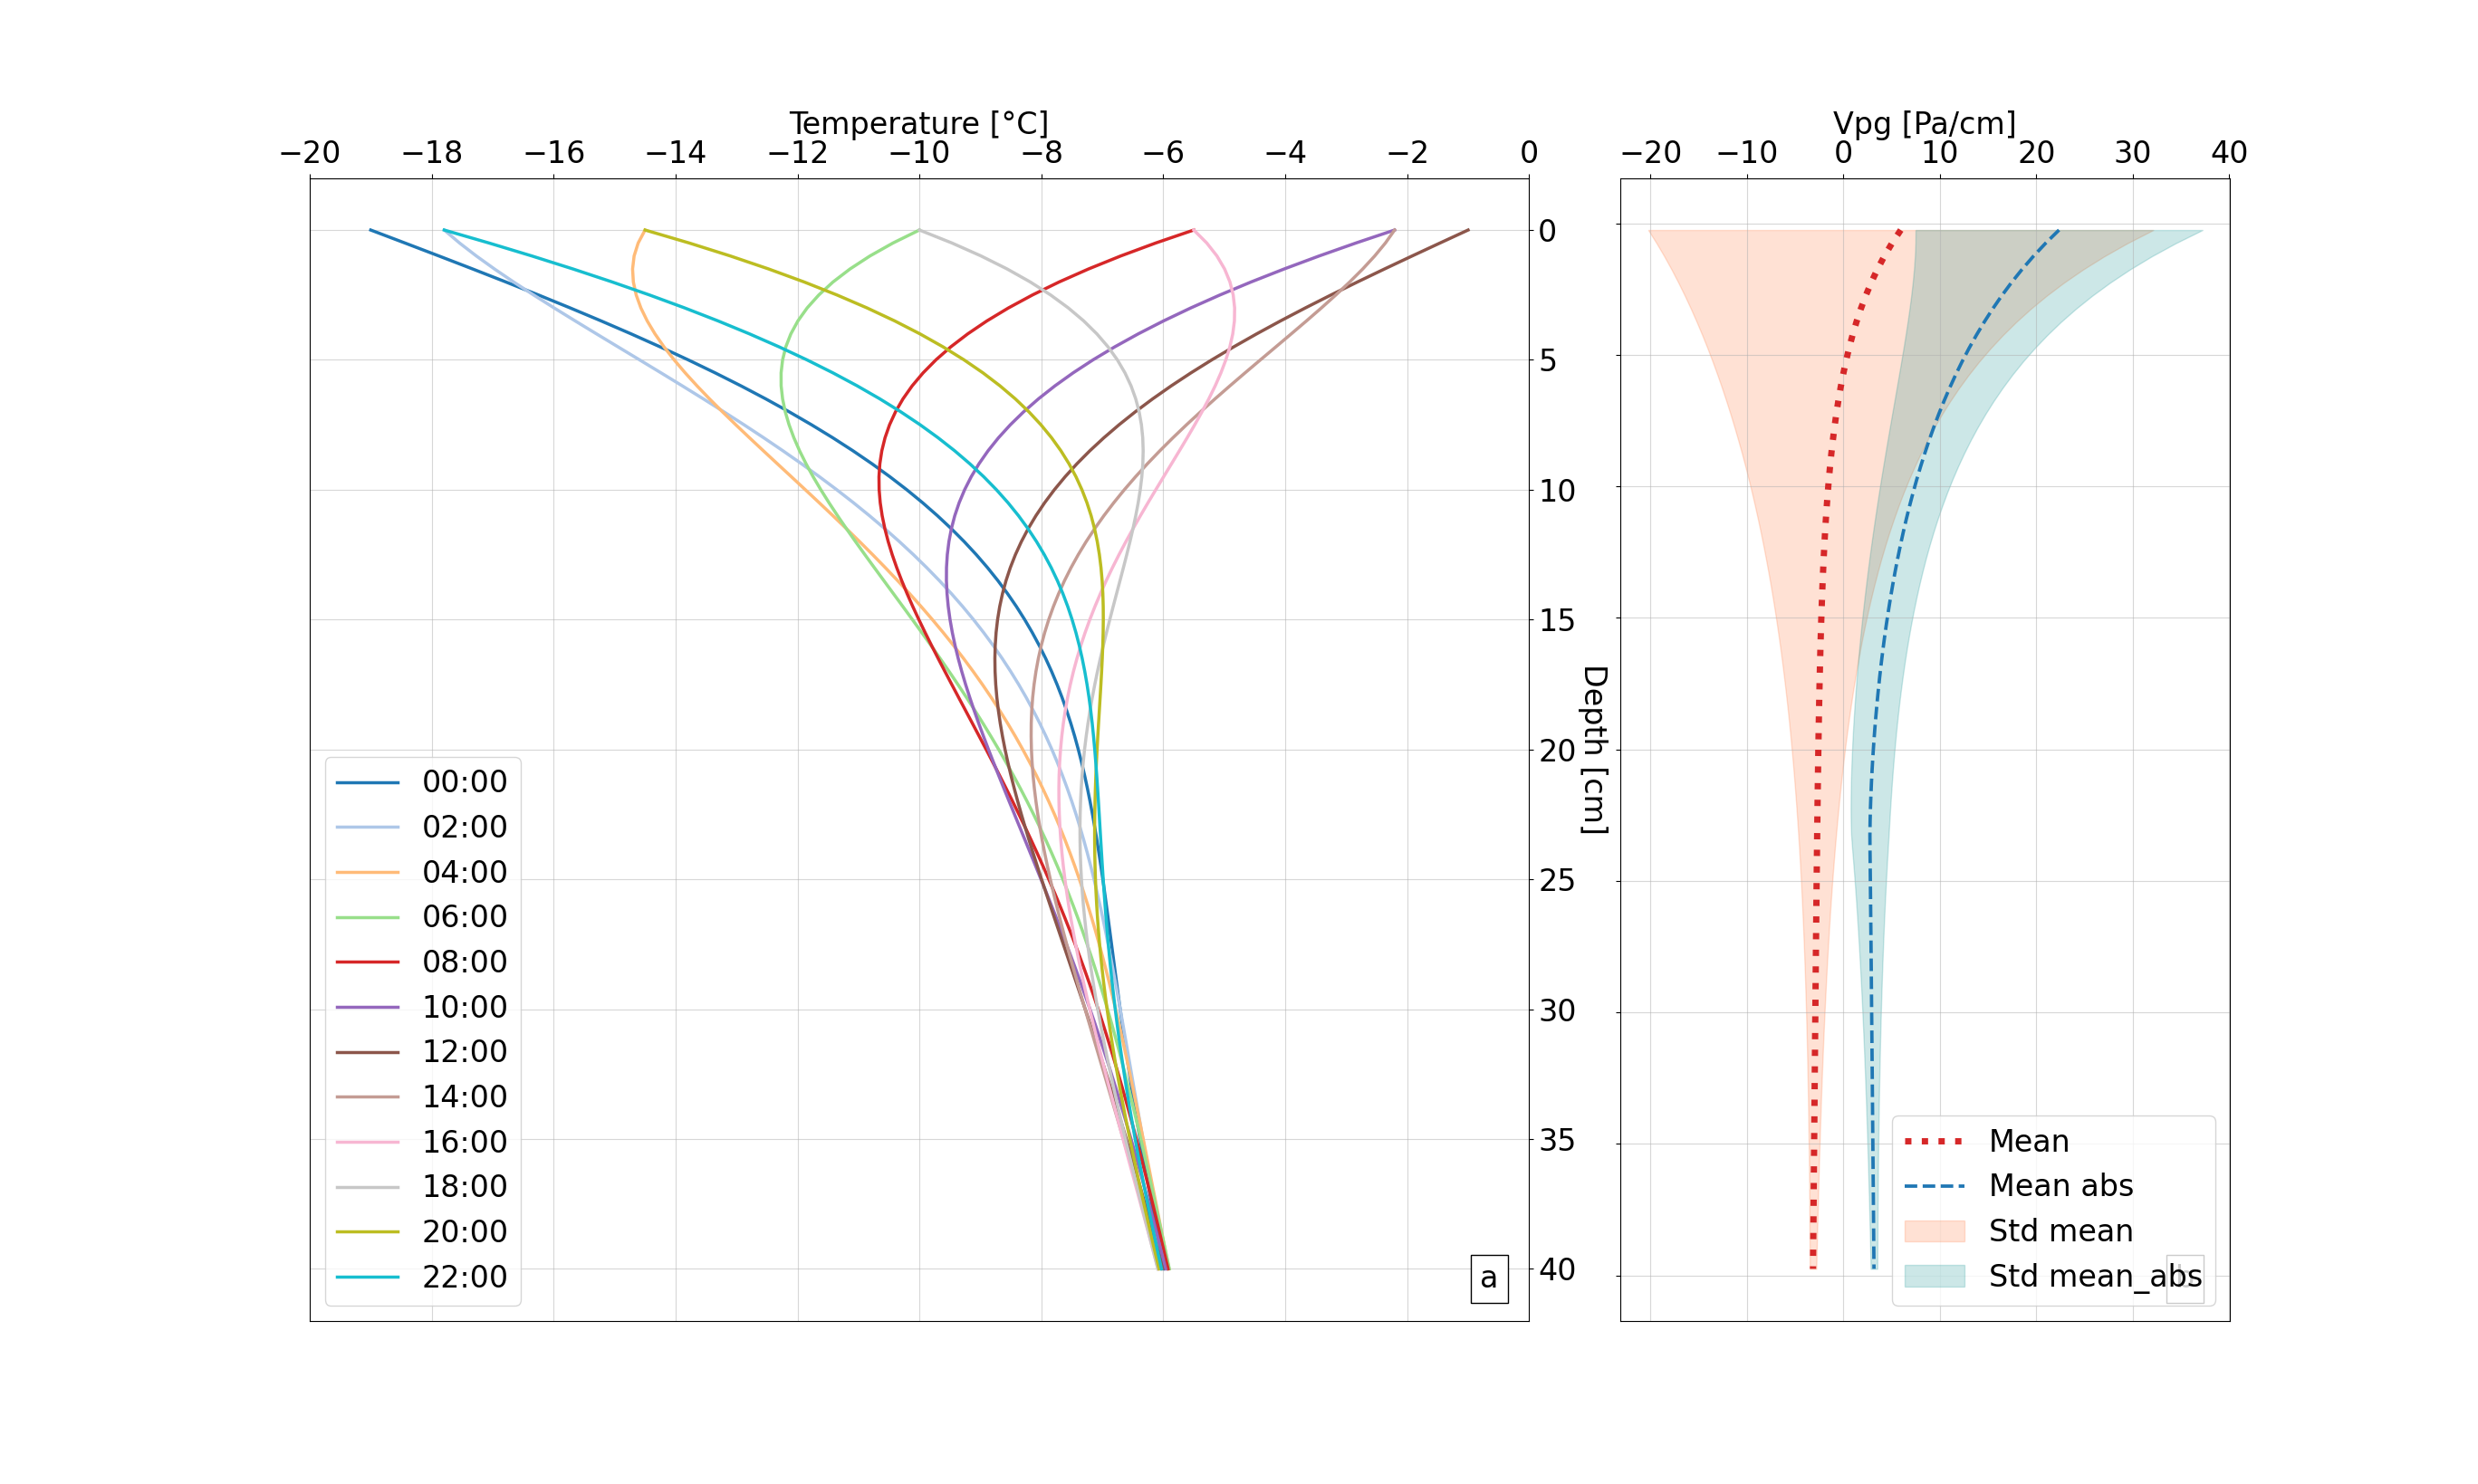 Temperature [°C]
−20 −18 −16 −14 −12 −10 −8 −6 −4 −2 0
0
5
10
15
20
25
30
35
40
Depth [cm]
00:00
02:00
04:00
06:00
08:00
10:00
12:00
14:00
16:00
18:00
20:00
22:00
a
Vpg [Pa/cm]
−20 −10 0 10 20 30 40
Mean
Mean abs
Std mean
Std mean_abs